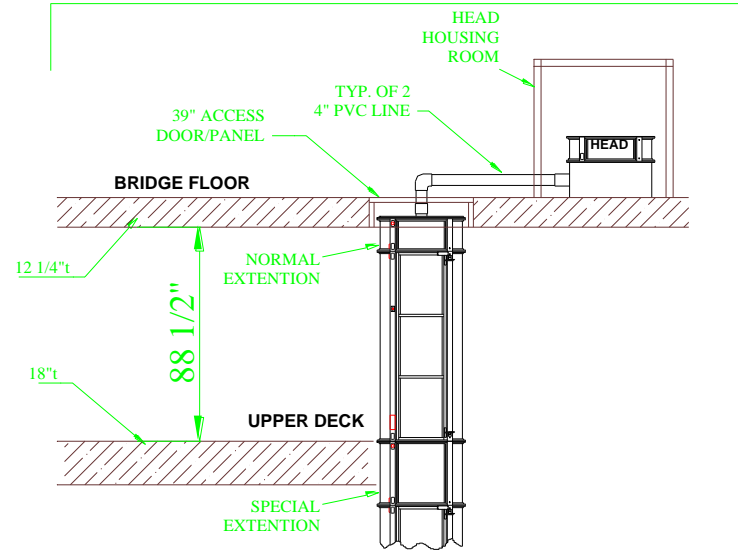 HEAD
HOUSING
ROOM
TYP. OF 2
4" PVC LINE
39" ACCESS
DOOR/PANEL
HEAD
BRIDGE FLOOR
NORMAL
EXTENTION
12 1/4"t
88 1/2"
18"t
UPPER DECK
SPECIAL
EXTENTION